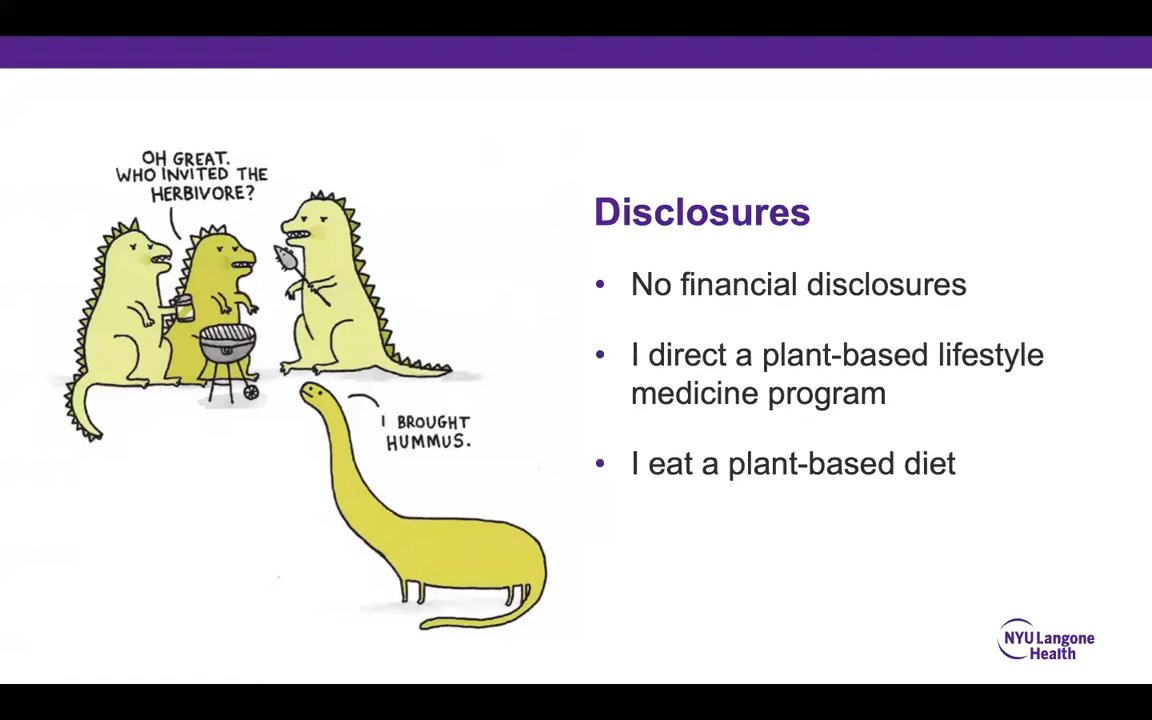 OH GREAT.
WHO INVITED THE
HERBIVORE?
I BROUGHT
HUMMUS.
Disclosures
• No financial disclosures
• I direct a plant-based lifestyle
medicine program
• I eat a plant-based diet
NYU Langone
Health